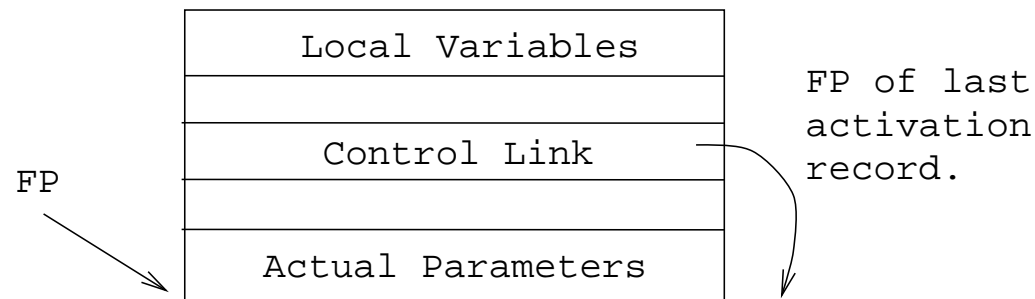 Local Variables
Control Link
Actual Parameters
FP
FP of last
activation
record.